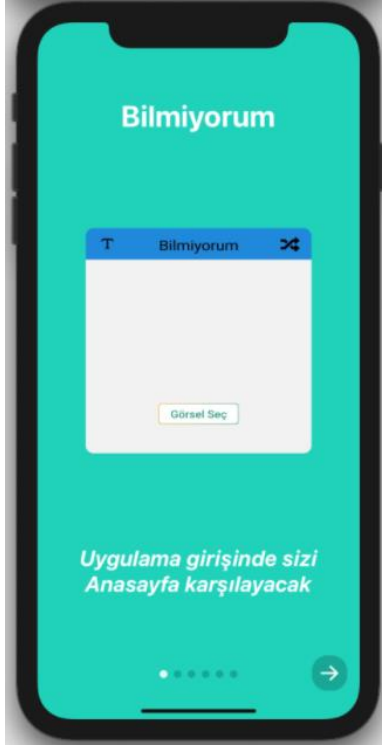 Bilmiyorum
T Bilmiyorum
Görsel Seç
Uygulama girişinde sizi
Anasayfa karşılayacak